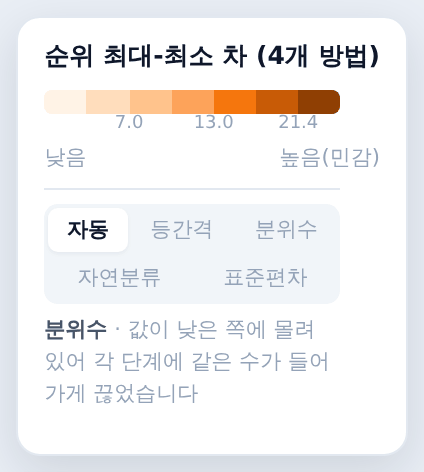 순위 최대-최소 차 (4개 방법)
7.0 13.0 21.4
낮음 높음(민감)
자동 등간격 분위수
자연분류 표준편차
분위수 · 값이 낮은 쪽에 몰려
있어 각 단계에 같은 수가 들어
가게 끊었습니다